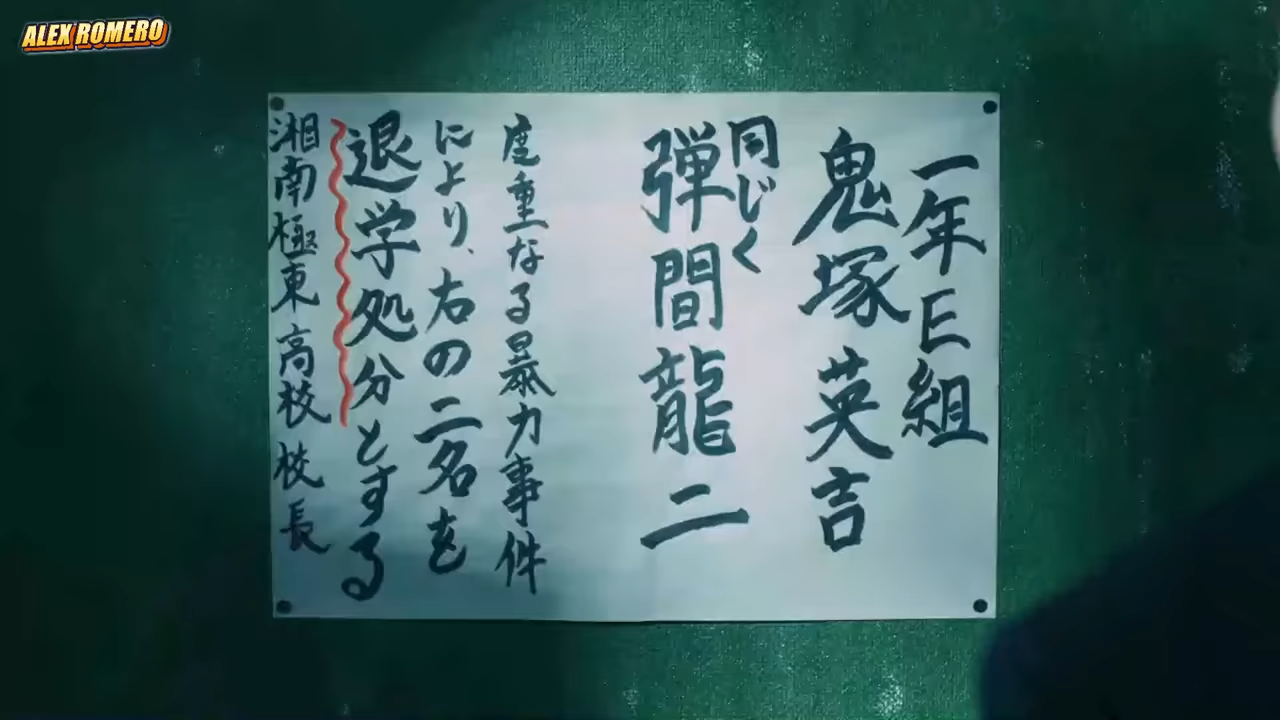 ALEX ROMERO
一年E組
鬼塚英吉
同じく
弾間龍二
度重なる暴力事件
により、右の二名を
退学処分とする
湘南極東高校校長